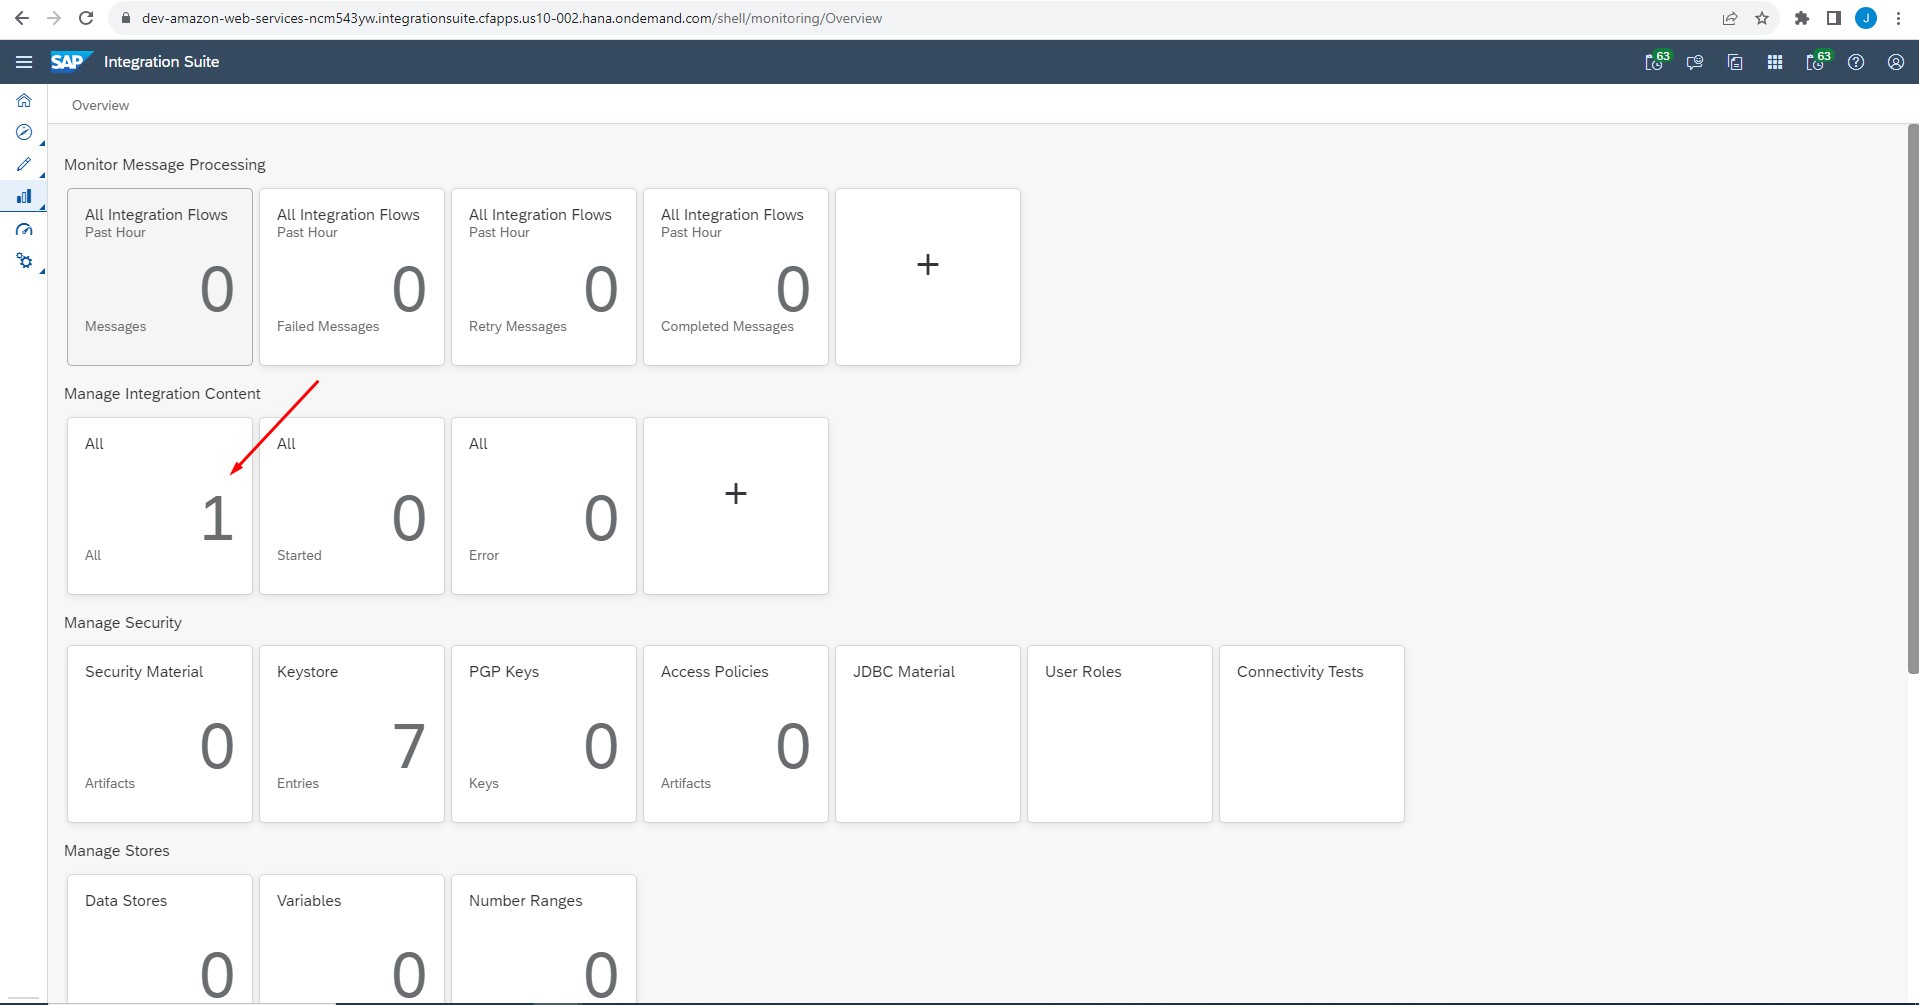 dev-amazon-web-services-ncm543yw.integrationsuite.cfapps.us10-002.hana.ondemand.com/shell/monitoring/Overview
J
SAP Integration Suite
63
63
Overview
Monitor Message Processing
All Integration Flows
Past Hour
0
Messages
All Integration Flows
Past Hour
0
Failed Messages
All Integration Flows
Past Hour
0
Retry Messages
All Integration Flows
Past Hour
0
Completed Messages
+
Manage Integration Content
All
1
All
All
0
Started
All
0
Error
+
Manage Security
Security Material
0
Artifacts
Keystore
7
Entries
PGP Keys
0
Keys
Access Policies
0
Artifacts
JDBC Material
User Roles
Connectivity Tests
Manage Stores
Data Stores
0
Variables
0
Number Ranges
0